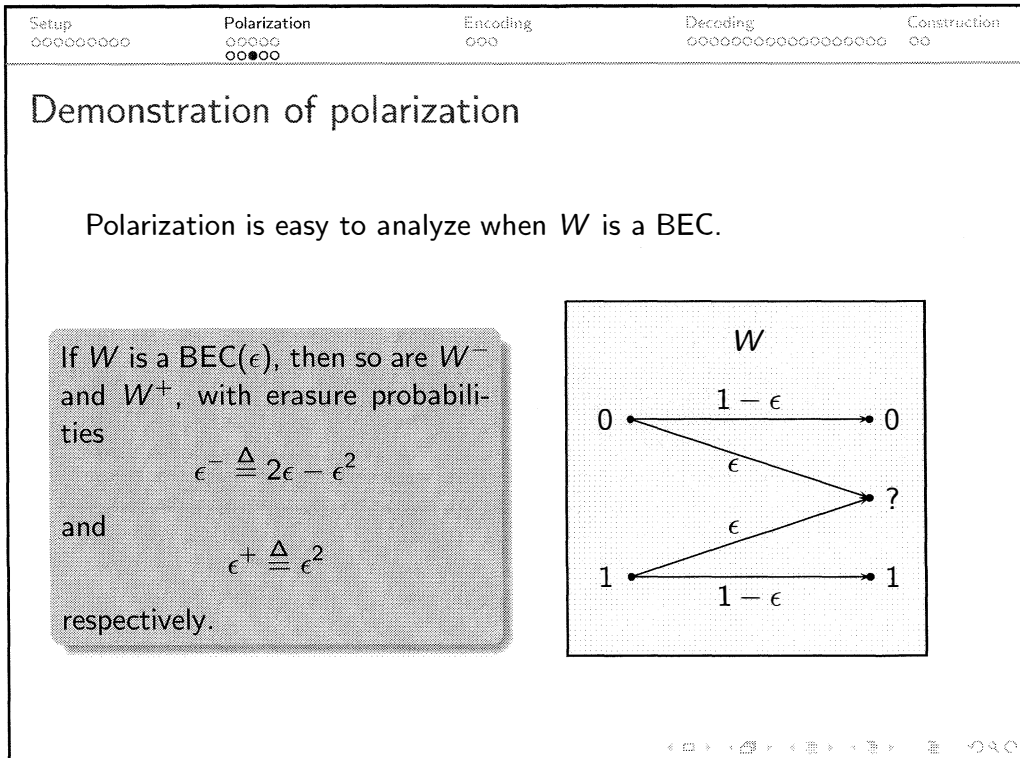 Setup Polarization Encoding Decoding Construction
Demonstration of polarization
Polarization is easy to analyze when W is a BEC.
If W is a BEC(ϵ), then so are W⁻
and W⁺, with erasure probabili-
ties
ϵ⁻ ≜ 2ϵ − ϵ²
and
ϵ⁺ ≜ ϵ²
respectively.
W
1 − ϵ
0 0
ϵ
?
ϵ
1 1
1 − ϵ